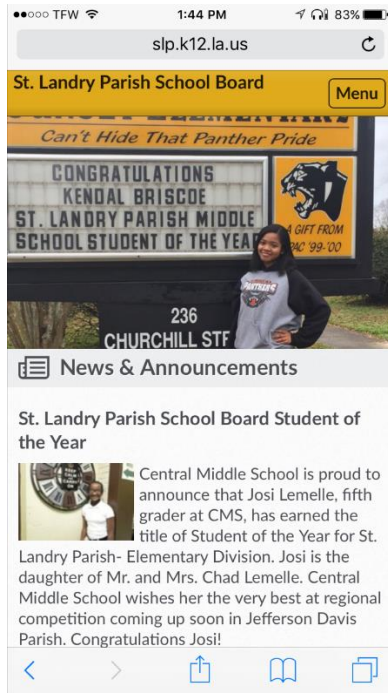 TFW 1:44 PM 83%
slp.k12.la.us
St. Landry Parish School Board
Menu
Can't Hide That Panther Pride
CONGRATULATIONS
KENDAL BRISCOE
ST. LANDRY PARISH MIDDLE
SCHOOL STUDENT OF THE YEAR
A GIFT FROM
PAC '99-'00
PANTHERS
236
CHURCHILL
News & Announcements
St. Landry Parish School Board Student of
the Year
Central Middle School is proud to
announce that Josi Lemelle, fifth
grader at CMS, has earned the
title of Student of the Year for St.
Landry Parish- Elementary Division. Josi is the
daughter of Mr. and Mrs. Chad Lemelle. Central
Middle School wishes her the very best at regional
competition coming up soon in Jefferson Davis
Parish. Congratulations Josi!